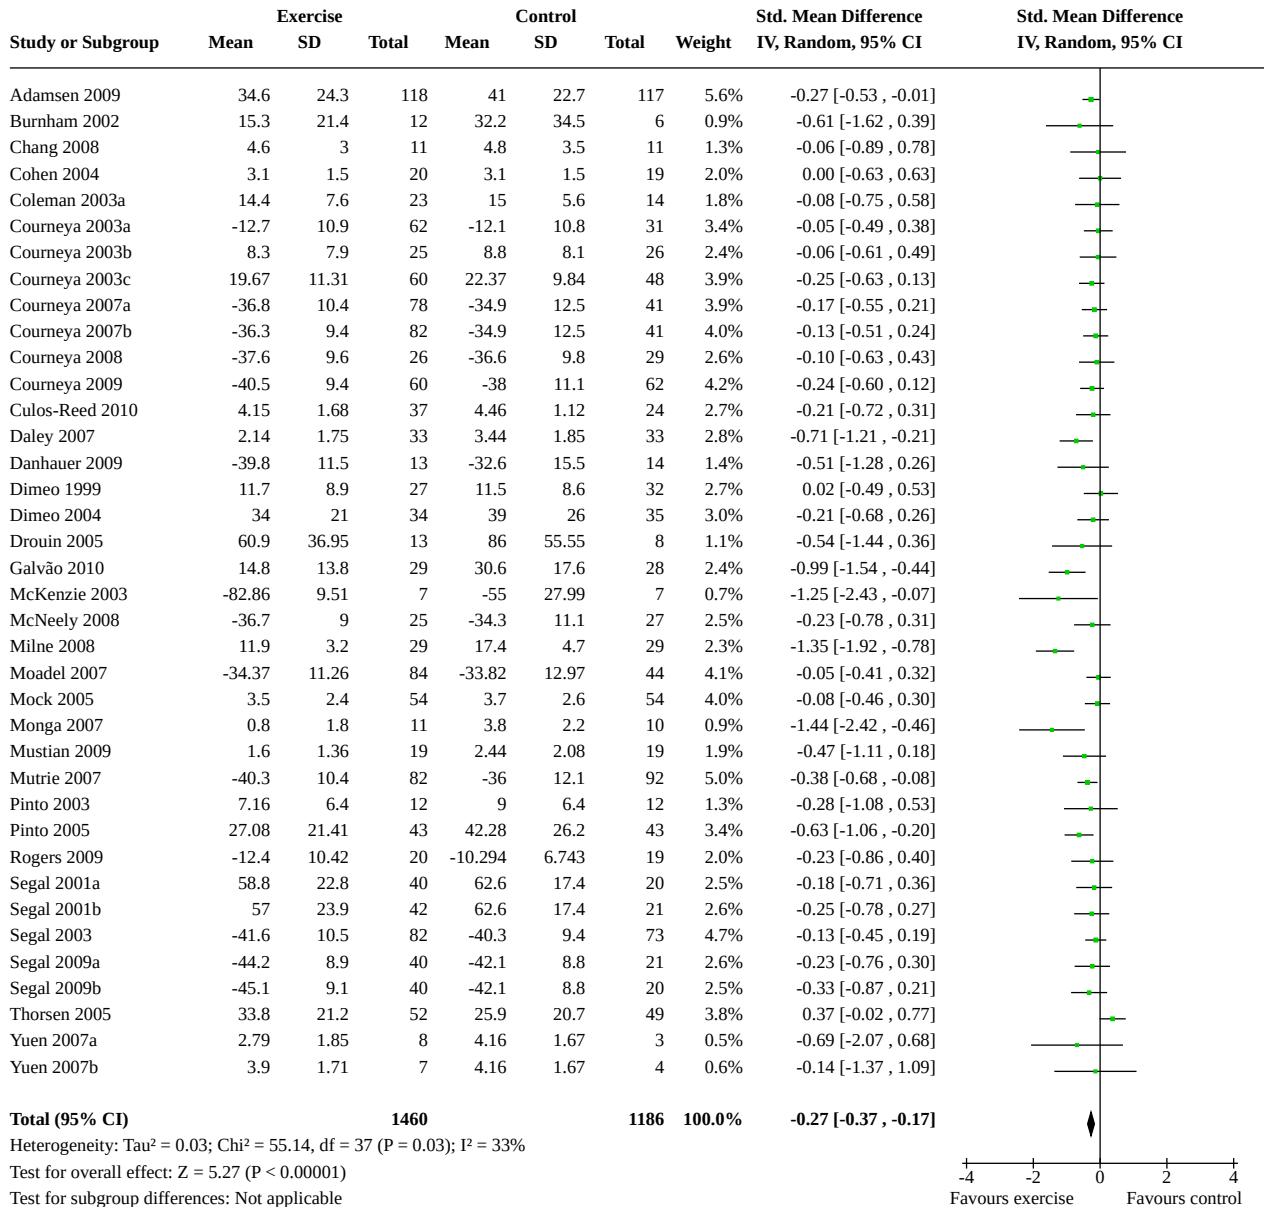 Exercise Control Std. Mean Difference Std. Mean Difference
Study or Subgroup Mean SD Total Mean SD Total Weight IV, Random, 95% CI IV, Random, 95% CI
Adamsen 2009 34.6 24.3 118 41 22.7 117 5.6% -0.27 [-0.53 , -0.01]
Burnham 2002 15.3 21.4 12 32.2 34.5 6 0.9% -0.61 [-1.62 , 0.39]
Chang 2008 4.6 3 11 4.8 3.5 11 1.3% -0.06 [-0.89 , 0.78]
Cohen 2004 3.1 1.5 20 3.1 1.5 19 2.0% 0.00 [-0.63 , 0.63]
Coleman 2003a 14.4 7.6 23 15 5.6 14 1.8% -0.08 [-0.75 , 0.58]
Courneya 2003a -12.7 10.9 62 -12.1 10.8 31 3.4% -0.05 [-0.49 , 0.38]
Courneya 2003b 8.3 7.9 25 8.8 8.1 26 2.4% -0.06 [-0.61 , 0.49]
Courneya 2003c 19.67 11.31 60 22.37 9.84 48 3.9% -0.25 [-0.63 , 0.13]
Courneya 2007a -36.8 10.4 78 -34.9 12.5 41 3.9% -0.17 [-0.55 , 0.21]
Courneya 2007b -36.3 9.4 82 -34.9 12.5 41 4.0% -0.13 [-0.51 , 0.24]
Courneya 2008 -37.6 9.6 26 -36.6 9.8 29 2.6% -0.10 [-0.63 , 0.43]
Courneya 2009 -40.5 9.4 60 -38 11.1 62 4.2% -0.24 [-0.60 , 0.12]
Culos-Reed 2010 4.15 1.68 37 4.46 1.12 24 2.7% -0.21 [-0.72 , 0.31]
Daley 2007 2.14 1.75 33 3.44 1.85 33 2.8% -0.71 [-1.21 , -0.21]
Danhauer 2009 -39.8 11.5 13 -32.6 15.5 14 1.4% -0.51 [-1.28 , 0.26]
Dimeo 1999 11.7 8.9 27 11.5 8.6 32 2.7% 0.02 [-0.49 , 0.53]
Dimeo 2004 34 21 34 39 26 35 3.0% -0.21 [-0.68 , 0.26]
Drouin 2005 60.9 36.95 13 86 55.55 8 1.1% -0.54 [-1.44 , 0.36]
Galvão 2010 14.8 13.8 29 30.6 17.6 28 2.4% -0.99 [-1.54 , -0.44]
McKenzie 2003 -82.86 9.51 7 -55 27.99 7 0.7% -1.25 [-2.43 , -0.07]
McNeely 2008 -36.7 9 25 -34.3 11.1 27 2.5% -0.23 [-0.78 , 0.31]
Milne 2008 11.9 3.2 29 17.4 4.7 29 2.3% -1.35 [-1.92 , -0.78]
Moadel 2007 -34.37 11.26 84 -33.82 12.97 44 4.1% -0.05 [-0.41 , 0.32]
Mock 2005 3.5 2.4 54 3.7 2.6 54 4.0% -0.08 [-0.46 , 0.30]
Monga 2007 0.8 1.8 11 3.8 2.2 10 0.9% -1.44 [-2.42 , -0.46]
Mustian 2009 1.6 1.36 19 2.44 2.08 19 1.9% -0.47 [-1.11 , 0.18]
Mutrie 2007 -40.3 10.4 82 -36 12.1 92 5.0% -0.38 [-0.68 , -0.08]
Pinto 2003 7.16 6.4 12 9 6.4 12 1.3% -0.28 [-1.08 , 0.53]
Pinto 2005 27.08 21.41 43 42.28 26.2 43 3.4% -0.63 [-1.06 , -0.20]
Rogers 2009 -12.4 10.42 20 -10.294 6.743 19 2.0% -0.23 [-0.86 , 0.40]
Segal 2001a 58.8 22.8 40 62.6 17.4 20 2.5% -0.18 [-0.71 , 0.36]
Segal 2001b 57 23.9 42 62.6 17.4 21 2.6% -0.25 [-0.78 , 0.27]
Segal 2003 -41.6 10.5 82 -40.3 9.4 73 4.7% -0.13 [-0.45 , 0.19]
Segal 2009a -44.2 8.9 40 -42.1 8.8 21 2.6% -0.23 [-0.76 , 0.30]
Segal 2009b -45.1 9.1 40 -42.1 8.8 20 2.5% -0.33 [-0.87 , 0.21]
Thorsen 2005 33.8 21.2 52 25.9 20.7 49 3.8% 0.37 [-0.02 , 0.77]
Yuen 2007a 2.79 1.85 8 4.16 1.67 3 0.5% -0.69 [-2.07 , 0.68]
Yuen 2007b 3.9 1.71 7 4.16 1.67 4 0.6% -0.14 [-1.37 , 1.09]
Total (95% CI) 1460 1186 100.0% -0.27 [-0.37 , -0.17]
Heterogeneity: Tau² = 0.03; Chi² = 55.14, df = 37 (P = 0.03); I² = 33%
Test for overall effect: Z = 5.27 (P < 0.00001)
-4 -2 0 2 4
Test for subgroup differences: Not applicable
Favours exercise Favours control